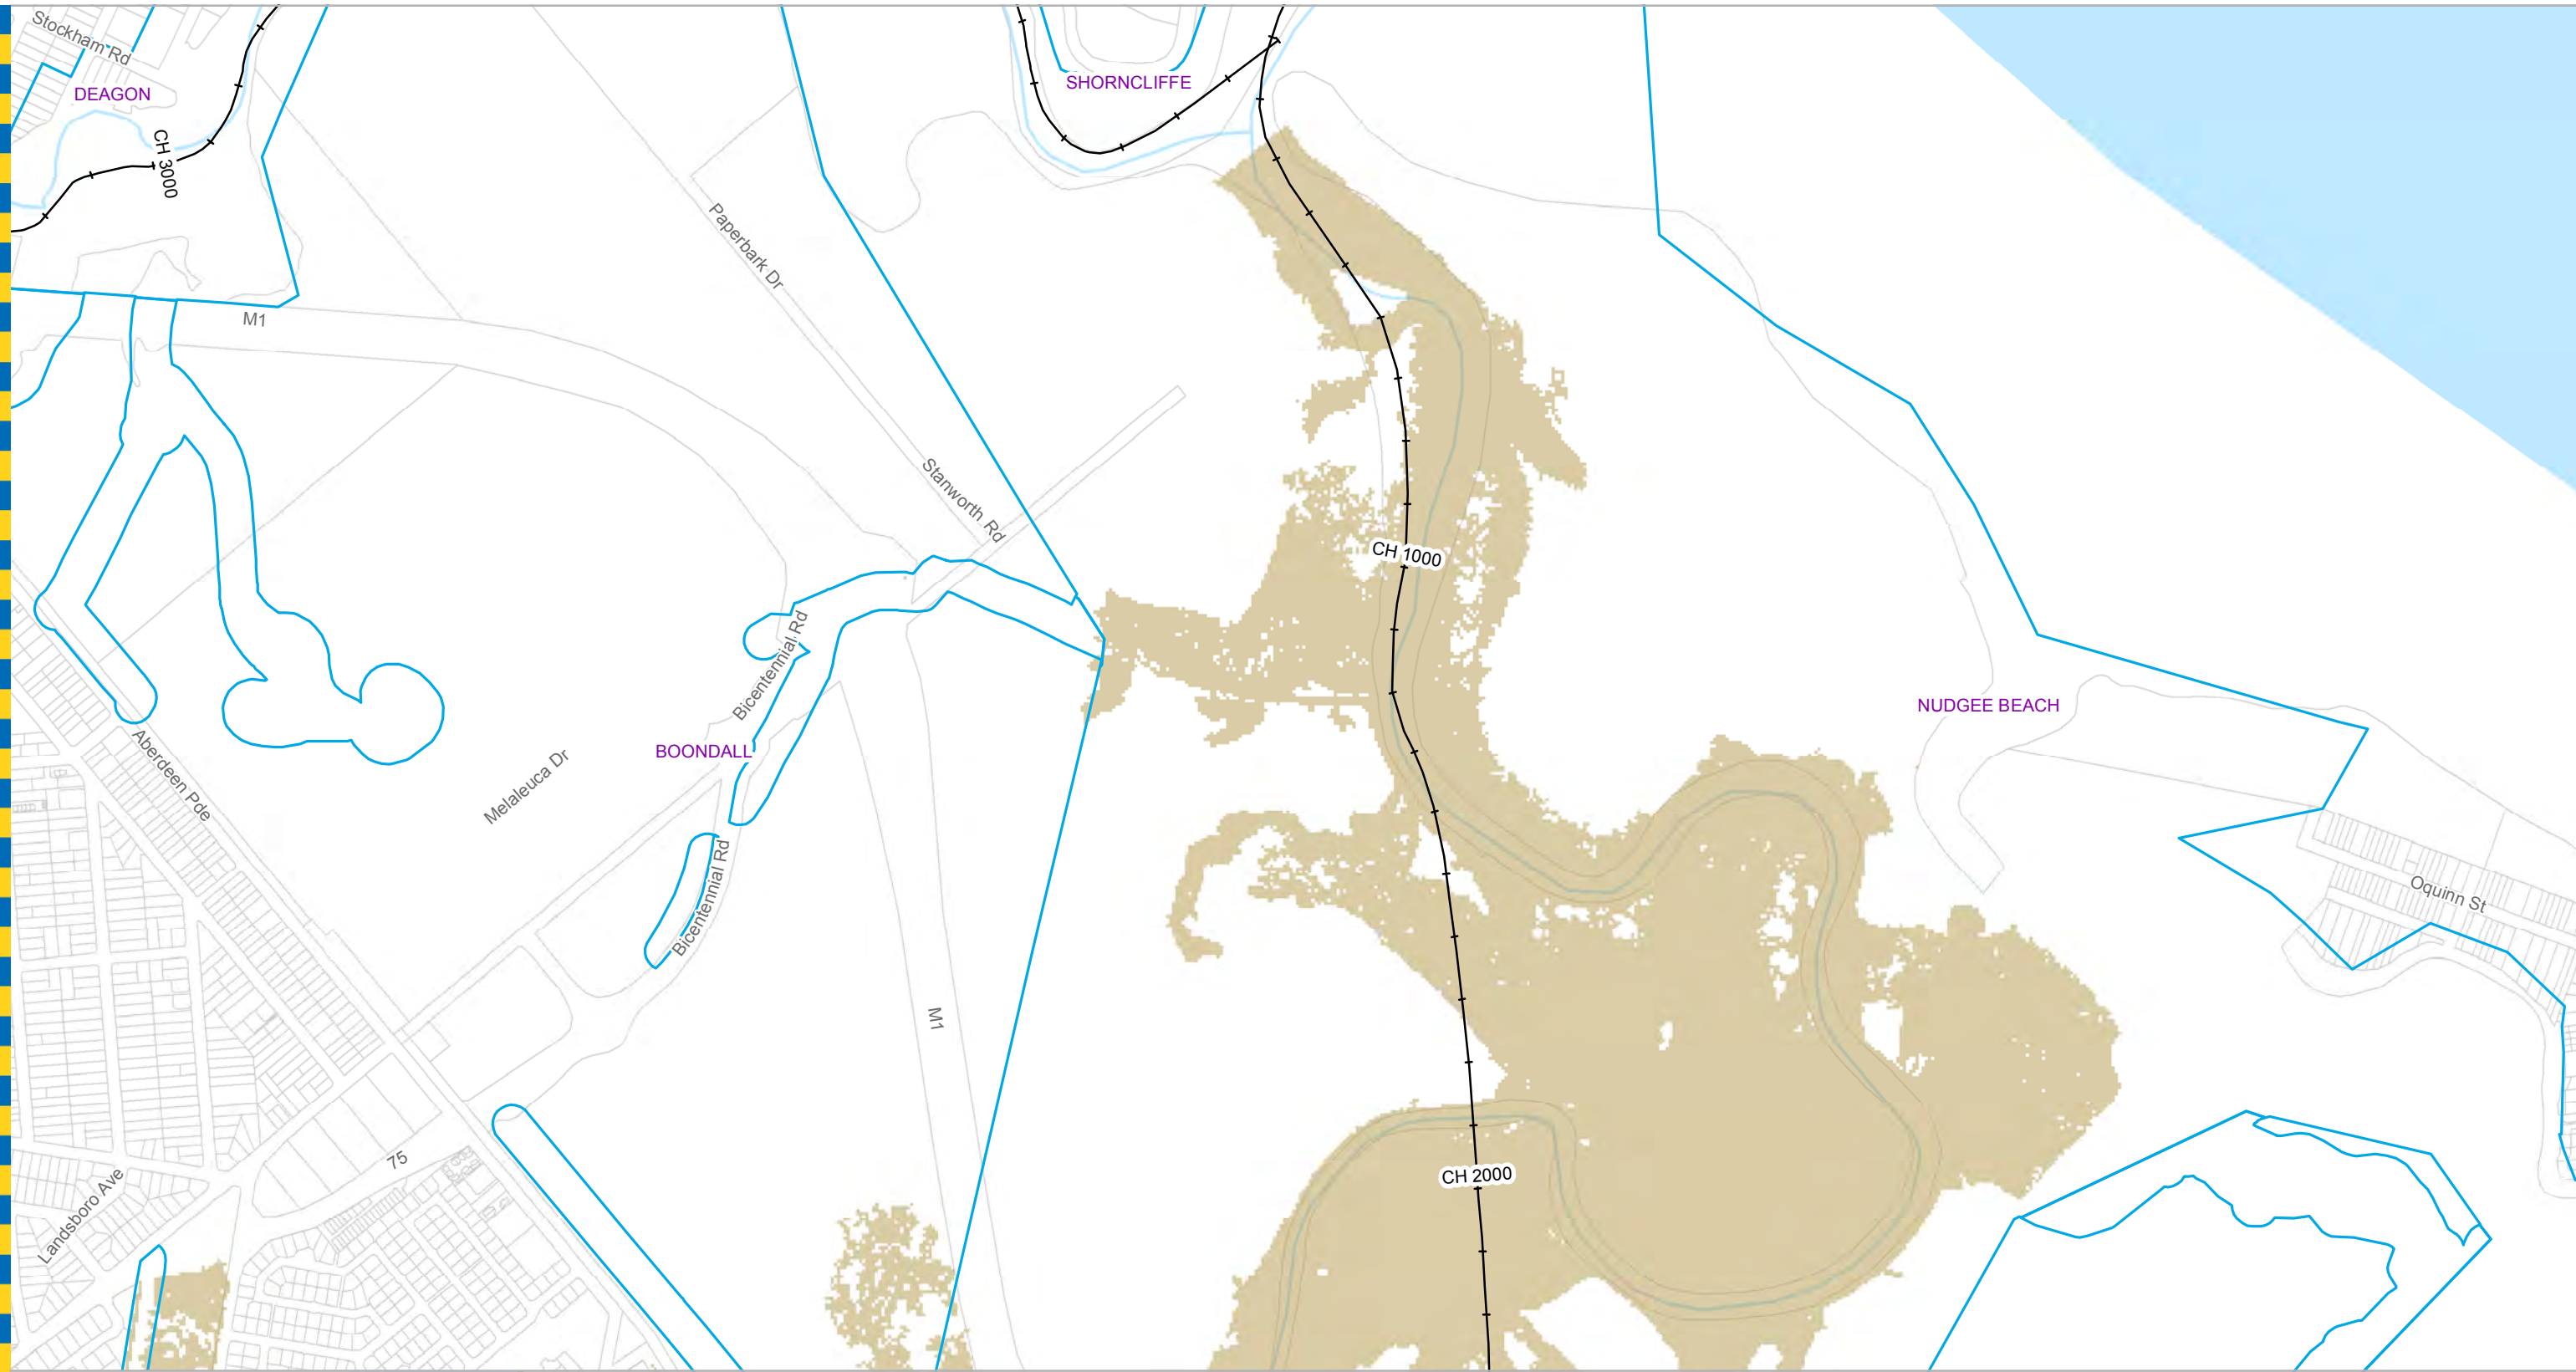 Stockham Rd
DEAGON
SHORNCLIFFE
CH 3000
Paperbark Dr
M1
Stanworth Rd
CH 1000
Bicentennial Rd
NUDGEE BEACH
BOONDALL
Aberdeen Pde
Melaleuca Dr
Bicentennial Rd
Oquinn St
M1
75
CH 2000
Landsboro Ave